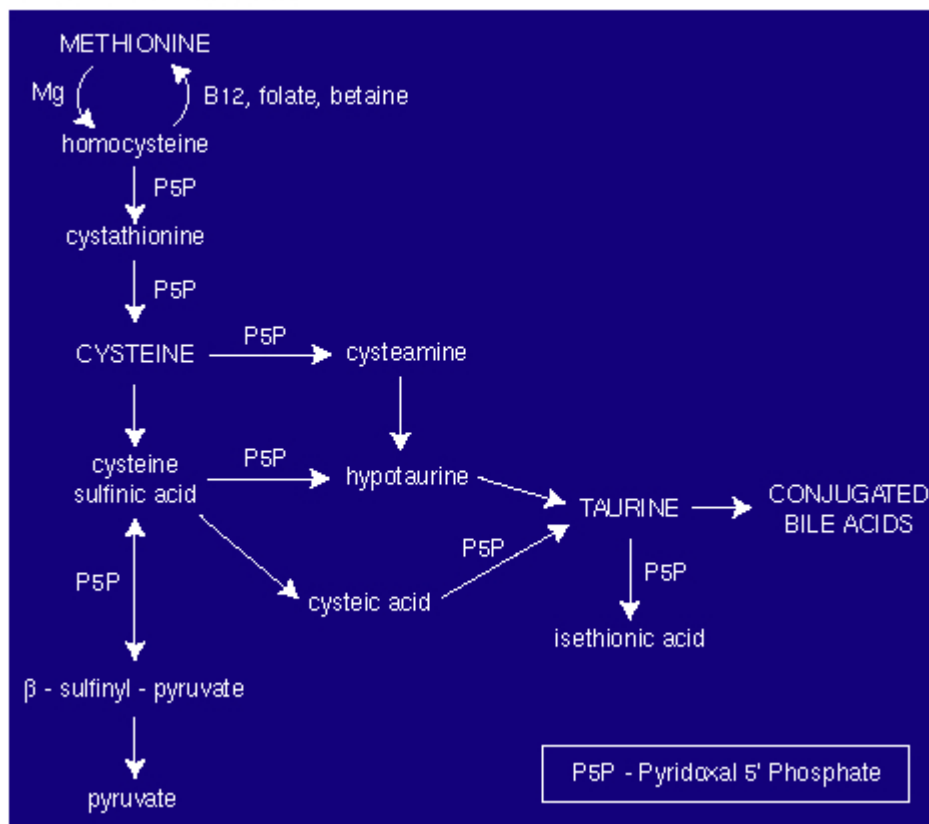 METHIONINE
Mg
B12, folate, betaine
homocysteine
P5P
cystathionine
P5P
CYSTEINE
P5P
cysteamine
cysteine
sulfinic acid
P5P
hypotaurine
TAURINE
CONJUGATED
BILE ACIDS
P5P
P5P
P5P
cysteic acid
isethionic acid
β - sulfinyl - pyruvate
P5P - Pyridoxal 5' Phosphate
pyruvate